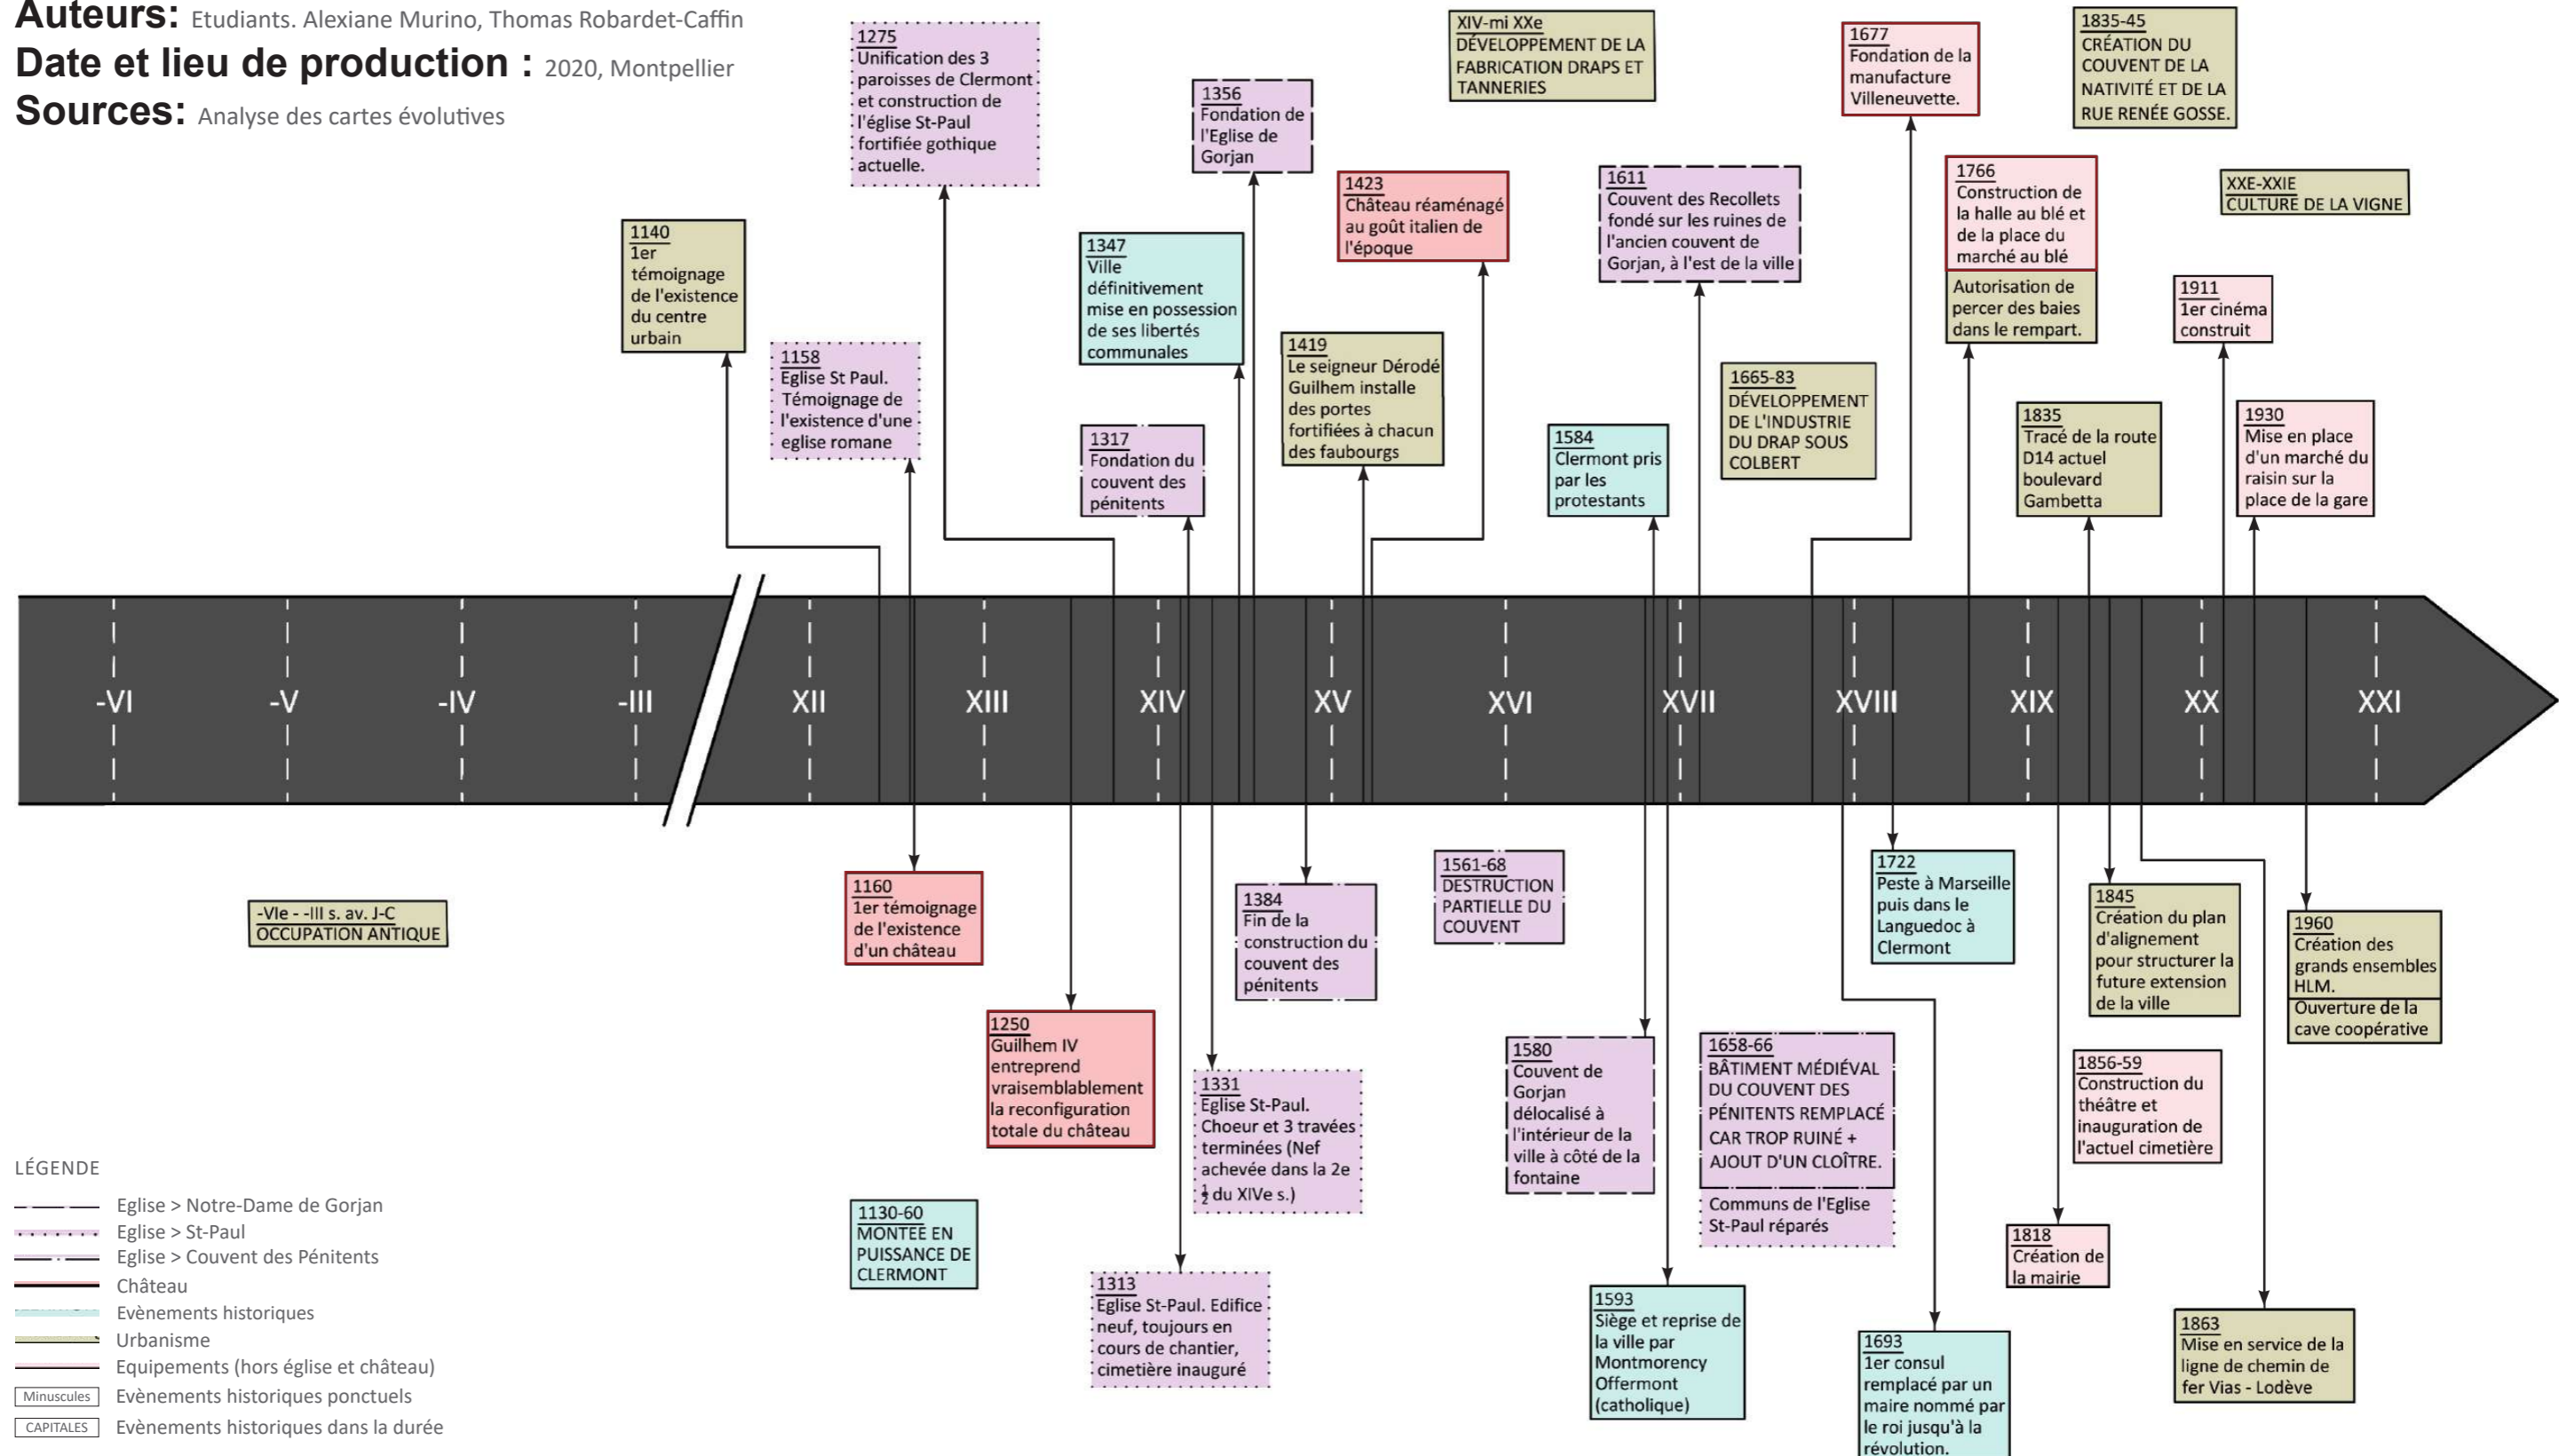 Auteurs: Etudiants. Alexiane Murino, Thomas Robardet-Caffin
Date et lieu de production : 2020, Montpellier
Sources: Analyse des cartes évolutives
1140
1er
témoignage
de l'existence
du centre
urbain
1158
Eglise St Paul.
Témoignage de
l'existence d'une
eglise romane
1275
Unification des 3
paroisses de Clermont
et construction de
l'église St-Paul
fortifiée gothique
actuelle.
1347
Ville
définitivement
mise en possession
de ses libertés
communales
1317
Fondation du
couvent des
pénitents
1356
Fondation de
l'Eglise de
Gorjan
1423
Château réaménagé
au goût italien de
l'époque
1419
Le seigneur Dérodé
Guilhem installe
des portes
fortifiées à chacun
des faubourgs
XIV-mi XXe
DÉVELOPPEMENT DE LA
FABRICATION DRAPS ET
TANNERIES
1611
Couvent des Recollets
fondé sur les ruines de
l'ancien couvent de
Gorjan, à l'est de la ville
1584
Clermont pris
par les
protestants
1665-83
DÉVELOPPEMENT
DE L'INDUSTRIE
DU DRAP SOUS
COLBERT
1677
Fondation de la
manufacture
Villeneuvette.
1766
Construction de
la halle au blé et
de la place du
marché au blé
Autorisation de
percer des baies
dans le rempart.
1835-45
CRÉATION DU
COUVENT DE LA
NATIVITÉ ET DE LA
RUE RENÉE GOSSE.
XXE-XXIE
CULTURE DE LA VIGNE
1911
1er cinéma
construit
1835
Tracé de la route
D14 actuel
boulevard
Gambetta
1930
Mise en place
d'un marché du
raisin sur la
place de la gare
-VI -V -IV -III XII XIII XIV XV XVI XVII XVIII XIX XX XXI
-VIe - -III s. av. J-C
OCCUPATION ANTIQUE
1160
1er témoignage
de l'existence
d'un château
1250
Guilhem IV
entreprend
vraisemblablement
la reconfiguration
totale du château
1130-60
MONTEE EN
PUISSANCE DE
CLERMONT
1384
Fin de la
construction du
couvent des
pénitents
1331
Eglise St-Paul.
Choeur et 3 travées
terminées (Nef
achevée dans la 2e
½ du XIVe s.)
1313
Eglise St-Paul. Edifice
neuf, toujours en
cours de chantier,
cimetière inauguré
1561-68
DESTRUCTION
PARTIELLE DU
COUVENT
1580
Couvent de
Gorjan
délocalisé à
l'intérieur de la
ville à côté de la
fontaine
1658-66
BÂTIMENT MÉDIÉVAL
DU COUVENT DES
PÉNITENTS REMPLACÉ
CAR TROP RUINÉ +
AJOUT D'UN CLOÎTRE.
Communs de l'Eglise
St-Paul réparés
1593
Siège et reprise de
la ville par
Montmorency
Offermont
(catholique)
1722
Peste à Marseille
puis dans le
Languedoc à
Clermont
1693
1er consul
remplacé par un
maire nommé par
le roi jusqu'à la
révolution.
1845
Création du plan
d'alignement
pour structurer la
future extension
de la ville
1856-59
Construction du
théâtre et
inauguration de
l'actuel cimetière
1818
Création de
la mairie
1960
Création des
grands ensembles
HLM.
Ouverture de la
cave coopérative
1863
Mise en service de la
ligne de chemin de
fer Vias - Lodève
LÉGENDE
Eglise > Notre-Dame de Gorjan
Eglise > St-Paul
Eglise > Couvent des Pénitents
Château
Evènements historiques
Urbanisme
Equipements (hors église et château)
Minuscules Evènements historiques ponctuels
CAPITALES Evènements historiques dans la durée